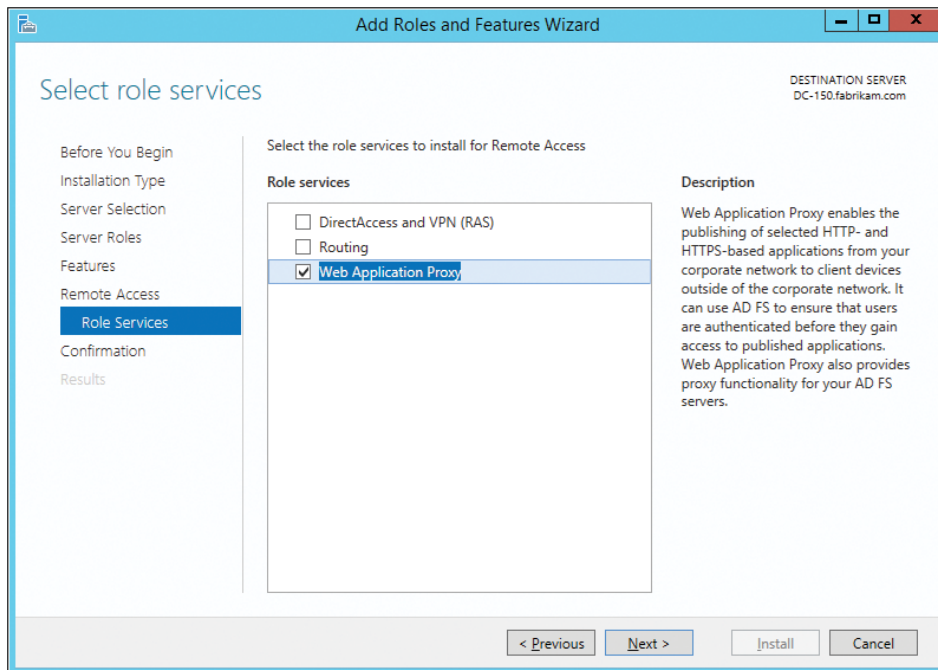 Add Roles and Features Wizard
Select role services
DESTINATION SERVER
DC-150.fabrikam.com
Before You Begin
Installation Type
Server Selection
Server Roles
Features
Remote Access
Role Services
Confirmation
Results
Select the role services to install for Remote Access
Role services
DirectAccess and VPN (RAS)
Routing
Web Application Proxy
Description
Web Application Proxy enables the
publishing of selected HTTP- and
HTTPS-based applications from your
corporate network to client devices
outside of the corporate network. It
can use AD FS to ensure that users
are authenticated before they gain
access to published applications.
Web Application Proxy also provides
proxy functionality for your AD FS
servers.
< Previous
Next >
Install
Cancel